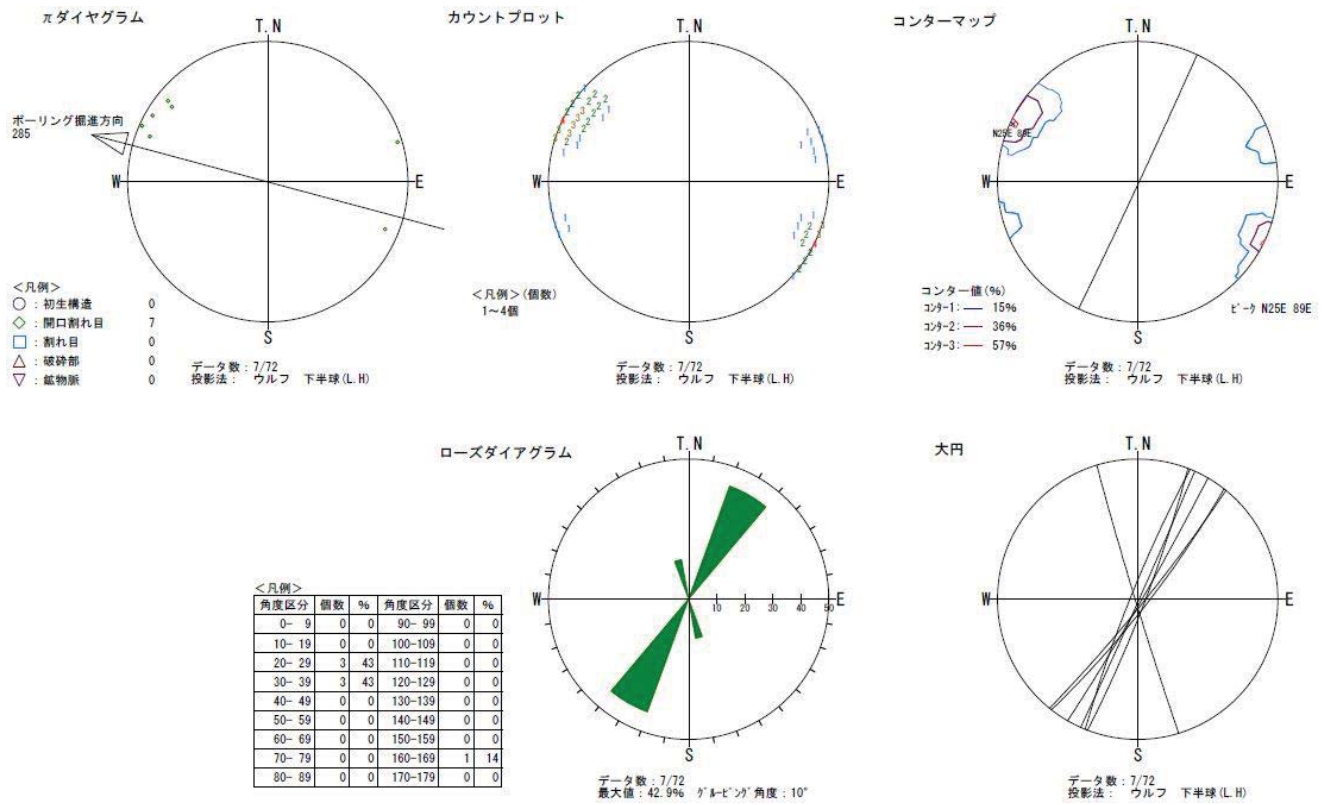 πダイヤグラム
T.N
ボーリング掘進方向
285
W
E
S
<凡例>
○ : 初生構造 0
◇ : 開口割れ目 7
□ : 割れ目 0
△ : 破砕部 0
▽ : 鉱物脈 0
データ数 : 7/72
投影法 : ウルフ 下半球(L.H)
カウントプロット
T.N
W
E
S
<凡例>(個数)
1～4個
データ数 : 7/72
投影法 : ウルフ 下半球(L.H)
コンターマップ
T.N
N25E 89E
W
E
S
コンター値(%)
コンター1: 15%
コンター2: 36%
コンター3: 57%
ピーク N25E 89E
データ数 : 7/72
投影法 : ウルフ 下半球(L.H)
ローズダイアグラム
T.N
W
10 20 30 40 50 E
S
<凡例>
角度区分 個数 % 角度区分 個数 %
0- 9 0 0 90- 99 0 0
10- 19 0 0 100-109 0 0
20- 29 3 43 110-119 0 0
30- 39 3 43 120-129 0 0
40- 49 0 0 130-139 0 0
50- 59 0 0 140-149 0 0
60- 69 0 0 150-159 0 0
70- 79 0 0 160-169 1 14
80- 89 0 0 170-179 0 0
データ数 : 7/72
最大値 : 42.9% グルーピング角度 : 10°
大円
T.N
W
E
S
データ数 : 7/72
投影法 : ウルフ 下半球(L.H)